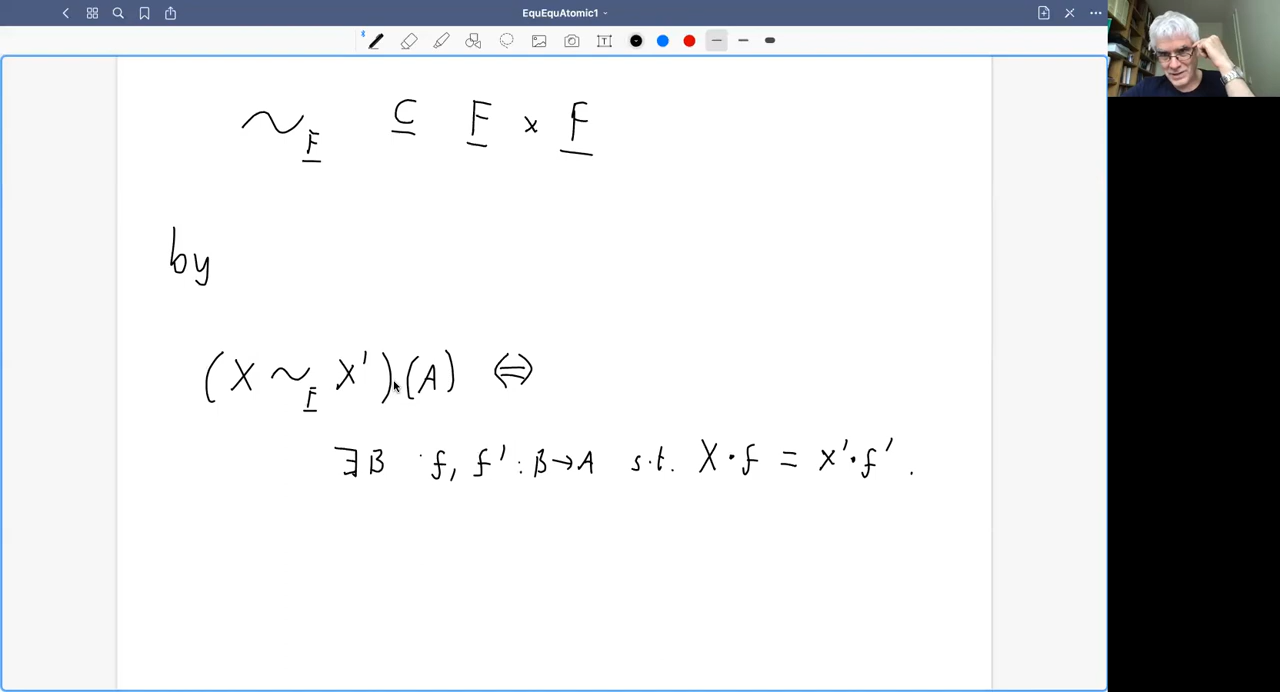 EquEquAtomic1
∼_F ⊆ F × F
by
(X ∼_F X').(A) ⇔
∃B f, f' : B→A s.t. X·f = X'·f' .